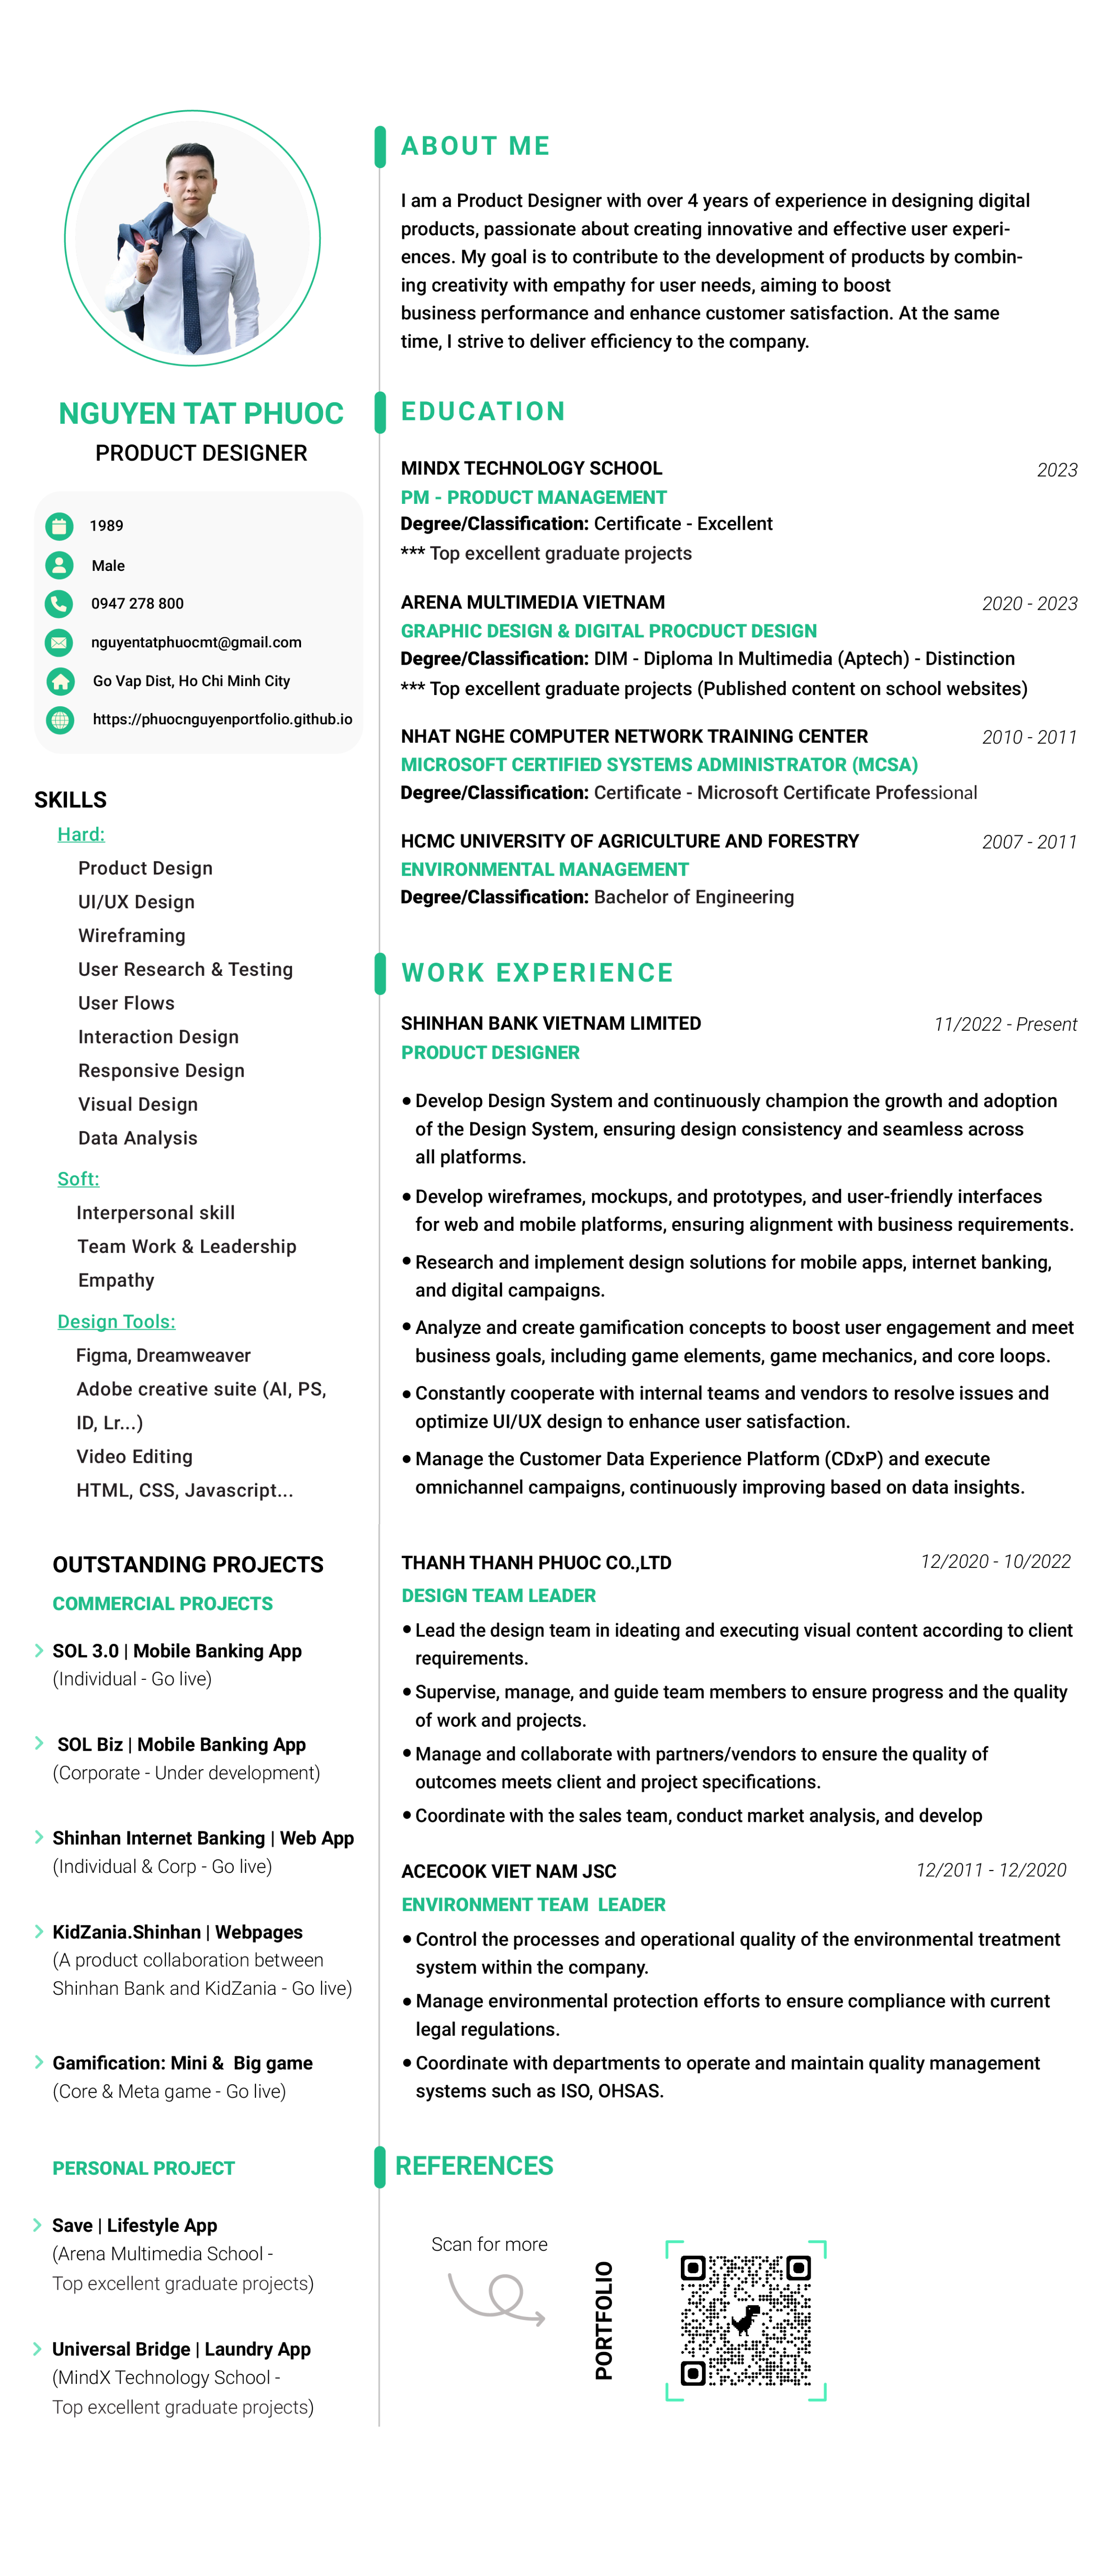 NGUYEN TAT PHUOC
PRODUCT DESIGNER
1989
Male
0947 278 800
nguyentatphuocmt@gmail.com
Go Vap Dist, Ho Chi Minh City
https://phuocnguyenportfolio.github.io
SKILLS
Hard:
Product Design
UI/UX Design
Wireframing
User Research & Testing
User Flows
Interaction Design
Responsive Design
Visual Design
Data Analysis
Soft:
Interpersonal skill
Team Work & Leadership
Empathy
Design Tools:
Figma, Dreamweaver
Adobe creative suite (AI, PS,
ID, Lr...)
Video Editing
HTML, CSS, Javascript...
OUTSTANDING PROJECTS
COMMERCIAL PROJECTS
SOL 3.0 | Mobile Banking App
(Individual - Go live)
SOL Biz | Mobile Banking App
(Corporate - Under development)
Shinhan Internet Banking | Web App
(Individual & Corp - Go live)
KidZania.Shinhan | Webpages
(A product collaboration between
Shinhan Bank and KidZania - Go live)
Gamification: Mini & Big game
(Core & Meta game - Go live)
PERSONAL PROJECT
Save | Lifestyle App
(Arena Multimedia School -
Top excellent graduate projects)
Universal Bridge | Laundry App
(MindX Technology School -
Top excellent graduate projects)
ABOUT ME
I am a Product Designer with over 4 years of experience in designing digital
products, passionate about creating innovative and effective user experi-
ences. My goal is to contribute to the development of products by combin-
ing creativity with empathy for user needs, aiming to boost
business performance and enhance customer satisfaction. At the same
time, I strive to deliver efficiency to the company.
EDUCATION
MINDX TECHNOLOGY SCHOOL 2023
PM - PRODUCT MANAGEMENT
Degree/Classification: Certificate - Excellent
*** Top excellent graduate projects
ARENA MULTIMEDIA VIETNAM 2020 - 2023
GRAPHIC DESIGN & DIGITAL PROCDUCT DESIGN
Degree/Classification: DIM - Diploma In Multimedia (Aptech) - Distinction
*** Top excellent graduate projects (Published content on school websites)
NHAT NGHE COMPUTER NETWORK TRAINING CENTER 2010 - 2011
MICROSOFT CERTIFIED SYSTEMS ADMINISTRATOR (MCSA)
Degree/Classification: Certificate - Microsoft Certificate Professional
HCMC UNIVERSITY OF AGRICULTURE AND FORESTRY 2007 - 2011
ENVIRONMENTAL MANAGEMENT
Degree/Classification: Bachelor of Engineering
WORK EXPERIENCE
SHINHAN BANK VIETNAM LIMITED 11/2022 - Present
PRODUCT DESIGNER
• Develop Design System and continuously champion the growth and adoption
of the Design System, ensuring design consistency and seamless across
all platforms.
• Develop wireframes, mockups, and prototypes, and user-friendly interfaces
for web and mobile platforms, ensuring alignment with business requirements.
• Research and implement design solutions for mobile apps, internet banking,
and digital campaigns.
• Analyze and create gamification concepts to boost user engagement and meet
business goals, including game elements, game mechanics, and core loops.
• Constantly cooperate with internal teams and vendors to resolve issues and
optimize UI/UX design to enhance user satisfaction.
• Manage the Customer Data Experience Platform (CDxP) and execute
omnichannel campaigns, continuously improving based on data insights.
THANH THANH PHUOC CO.,LTD 12/2020 - 10/2022
DESIGN TEAM LEADER
• Lead the design team in ideating and executing visual content according to client
requirements.
• Supervise, manage, and guide team members to ensure progress and the quality
of work and projects.
• Manage and collaborate with partners/vendors to ensure the quality of
outcomes meets client and project specifications.
• Coordinate with the sales team, conduct market analysis, and develop
ACECOOK VIET NAM JSC 12/2011 - 12/2020
ENVIRONMENT TEAM LEADER
• Control the processes and operational quality of the environmental treatment
system within the company.
• Manage environmental protection efforts to ensure compliance with current
legal regulations.
• Coordinate with departments to operate and maintain quality management
systems such as ISO, OHSAS.
REFERENCES
Scan for more
PORTFOLIO